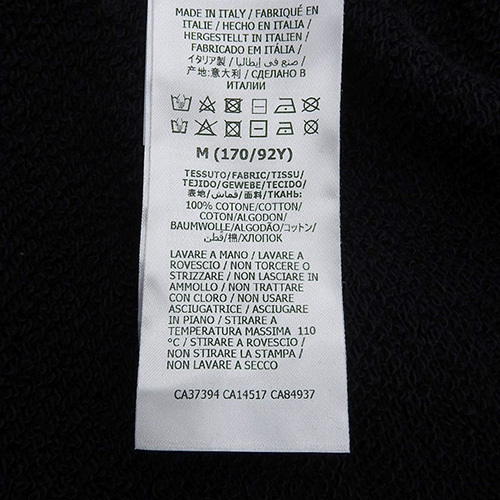 MADE IN ITALY / FABRIQUÉ EN
ITALIE / HECHO EN ITALIA /
HERGESTELLT IN ITALIEN /
FABRICADO EM ITÁLIA /
イタリア製 / صنع في إيطاليا /
产地:意大利 / СДЕЛАНО В
ИТАЛИИ
M (170/92Y)
TESSUTO/FABRIC/TISSU/
TEJIDO/GEWEBE/TECIDO/
表地/قماش/面料/ТКАНЬ:
100% COTONE/COTTON/
COTON/ALGODON/
BAUMWOLLE/ALGODÃO/コットン/
قطن/棉/ХЛОПОК
LAVARE A MANO / LAVARE A
ROVESCIO / NON TORCERE O
STRIZZARE / NON LASCIARE IN
AMMOLLO / NON TRATTARE
CON CLORO / NON USARE
ASCIUGATRICE / ASCIUGARE
IN PIANO / STIRARE A
TEMPERATURA MASSIMA 110
°C / STIRARE A ROVESCIO /
NON STIRARE LA STAMPA /
NON LAVARE A SECCO
CA37394 CA14517 CA84937